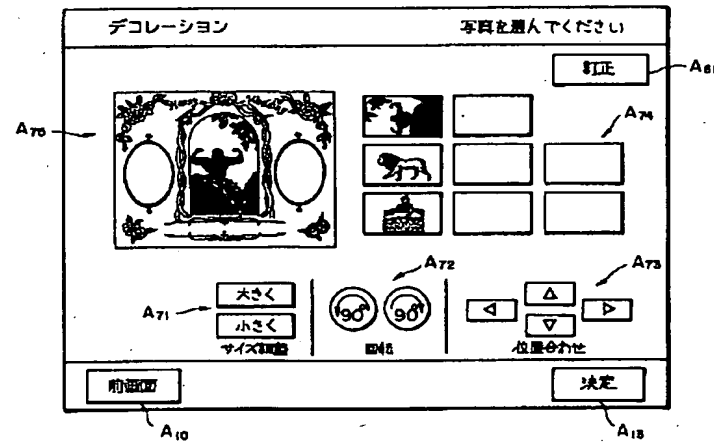 デコレーション
写真を選んでください
訂正
A61
A75
A74
A72
A73
A71
大きく
小さく
サイズ調節
90°
90°
回転
位置合わせ
前画面
決定
A10
A13